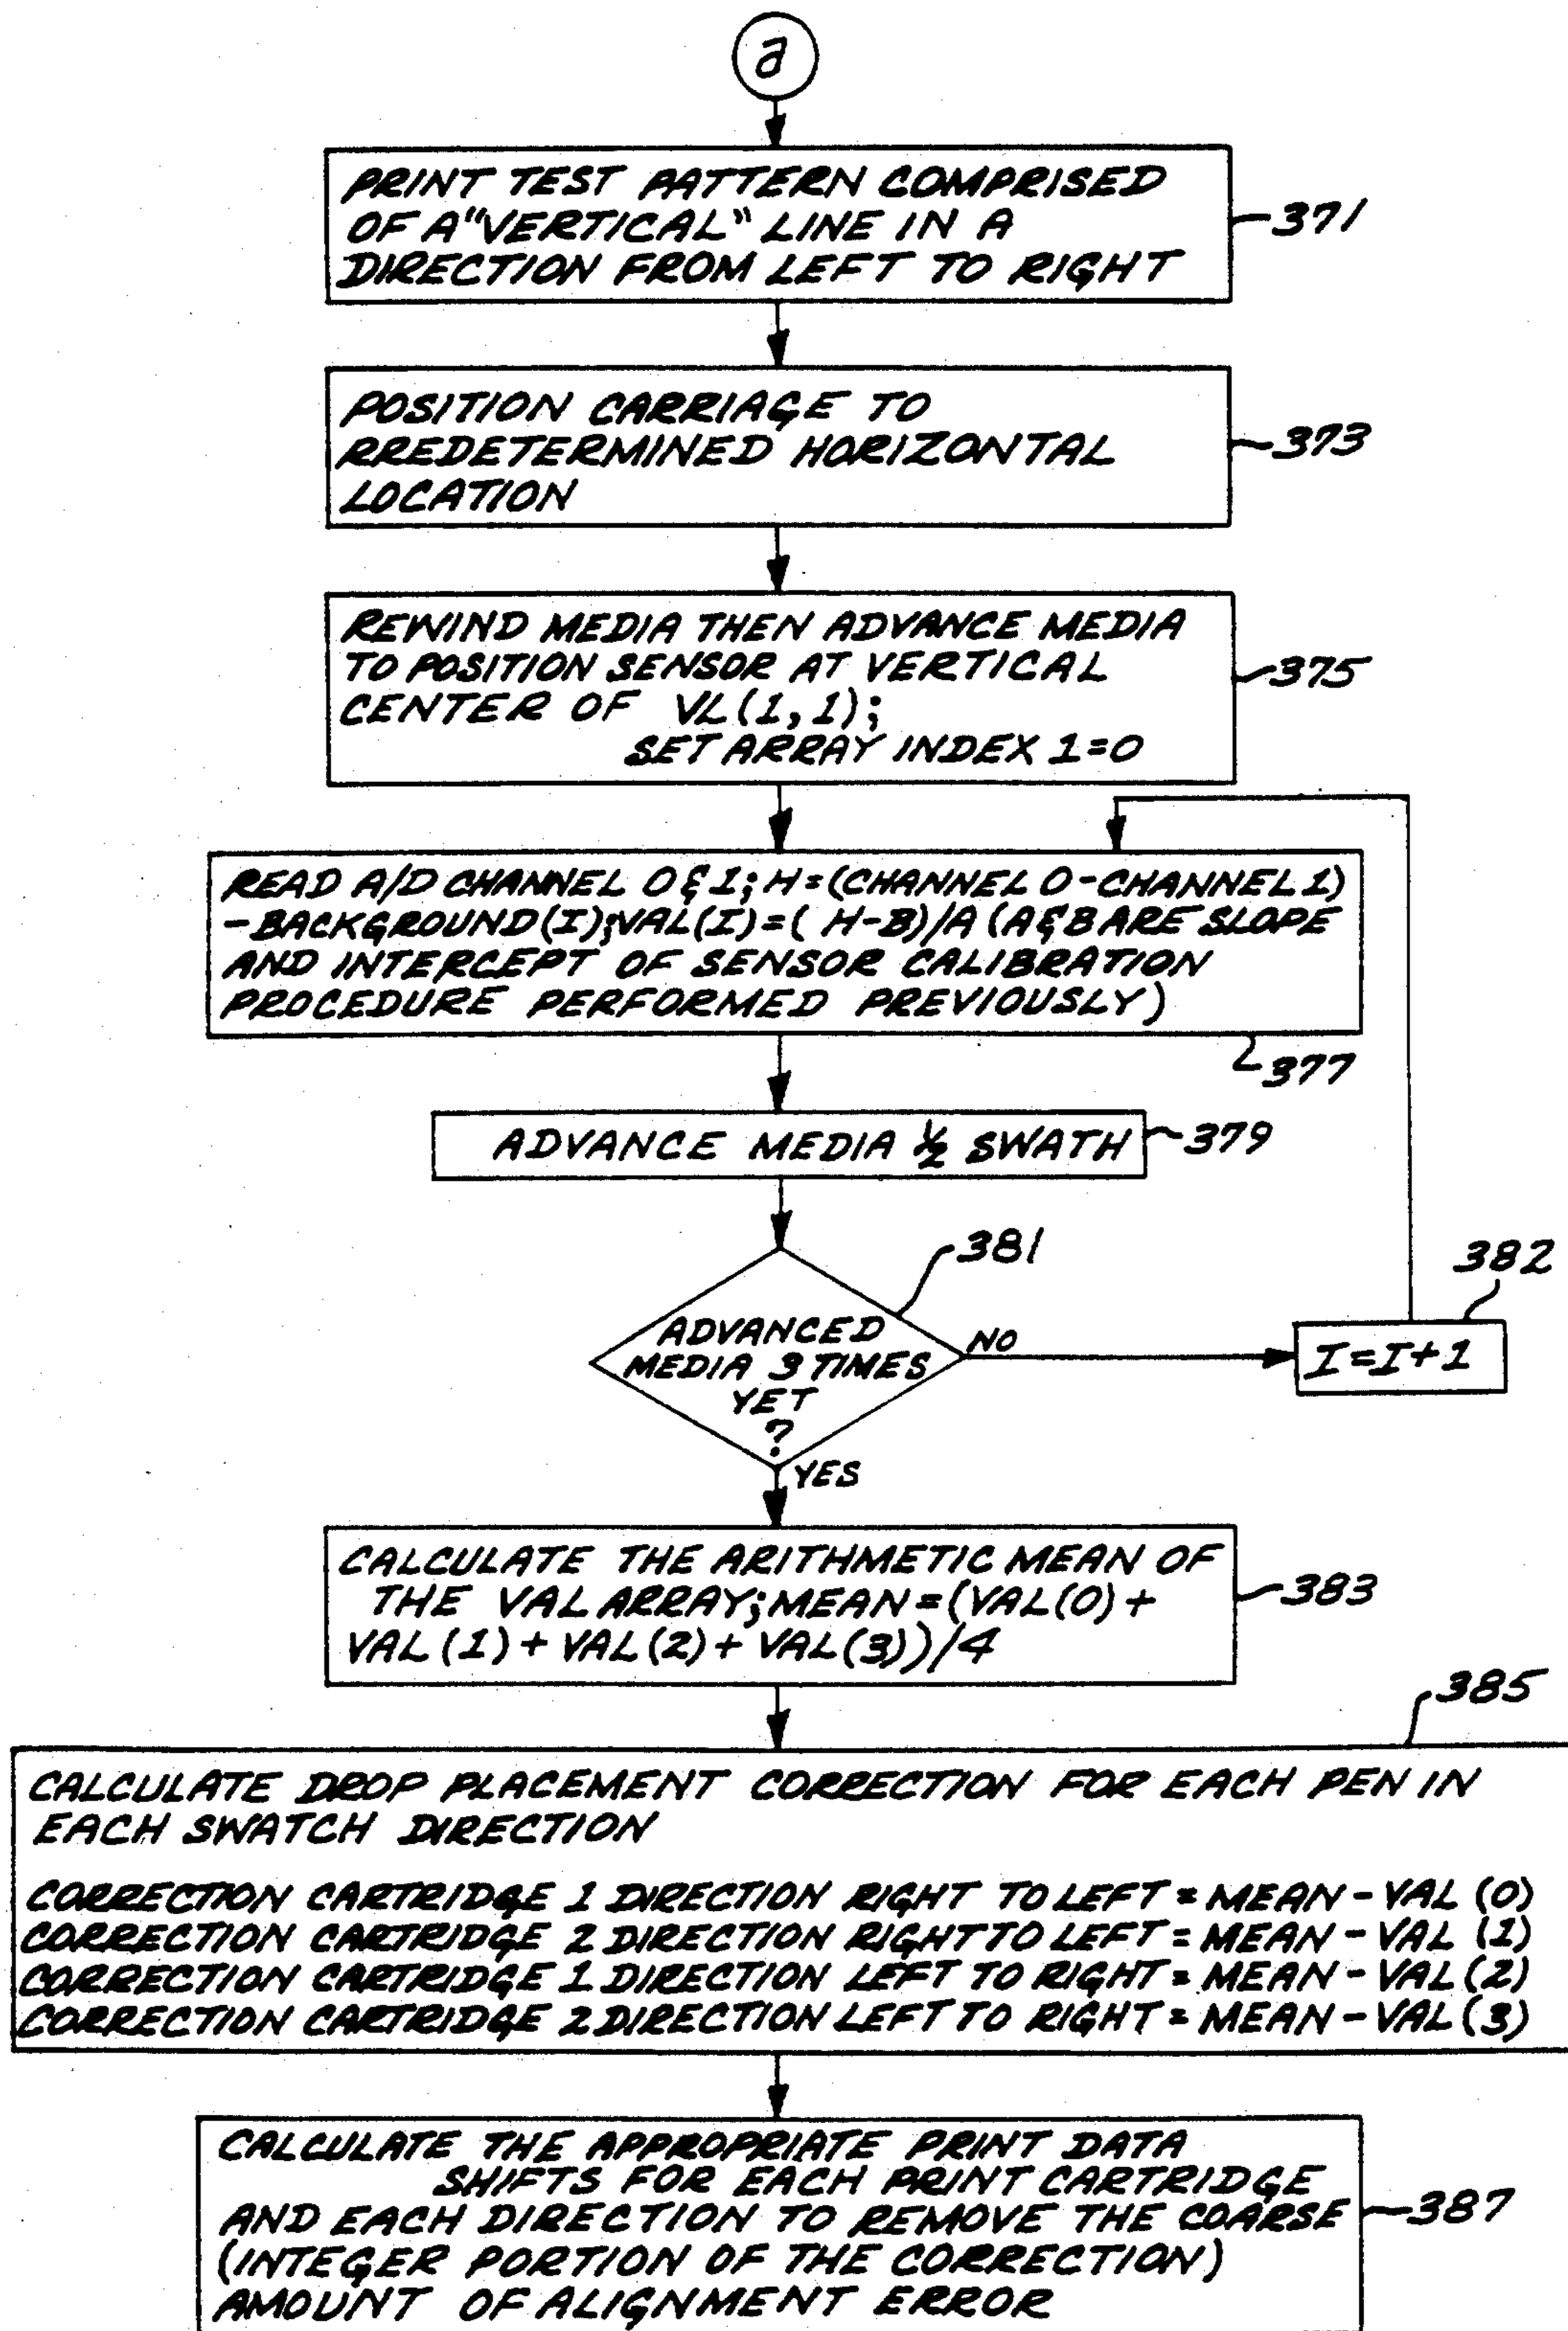 a
PRINT TEST PATTERN COMPRISED
OF A "VERTICAL" LINE IN A
DIRECTION FROM LEFT TO RIGHT
371
POSITION CARRIAGE TO
PREDETERMINED HORIZONTAL
LOCATION
373
REWIND MEDIA THEN ADVANCE MEDIA
TO POSITION SENSOR AT VERTICAL
CENTER OF VL(1,1);
SET ARRAY INDEX 1=0
375
READ A/D CHANNEL 0 & 1; H=(CHANNEL 0-CHANNEL 1)
-BACKGROUND(I); VAL(I)=( H-B)/A (A & B ARE SLOPE
AND INTERCEPT OF SENSOR CALIBRATION
PROCEDURE PERFORMED PREVIOUSLY)
377
ADVANCE MEDIA ½ SWATH
379
381
ADVANCED
MEDIA 3 TIMES
YET
?
NO
382
I=I+1
YES
CALCULATE THE ARITHMETIC MEAN OF
THE VAL ARRAY; MEAN=(VAL(0)+
VAL(1)+VAL(2)+VAL(3))/4
383
385
CALCULATE DROP PLACEMENT CORRECTION FOR EACH PEN IN
EACH SWATCH DIRECTION
CORRECTION CARTRIDGE 1 DIRECTION RIGHT TO LEFT = MEAN-VAL (0)
CORRECTION CARTRIDGE 2 DIRECTION RIGHT TO LEFT = MEAN-VAL (1)
CORRECTION CARTRIDGE 1 DIRECTION LEFT TO RIGHT = MEAN-VAL(2)
CORRECTION CARTRIDGE 2 DIRECTION LEFT TO RIGHT = MEAN-VAL(3)
CALCULATE THE APPROPRIATE PRINT DATA
SHIFTS FOR EACH PRINT CARTRIDGE
AND EACH DIRECTION TO REMOVE THE COARSE
(INTEGER PORTION OF THE CORRECTION)
AMOUNT OF ALIGNMENT ERROR
387